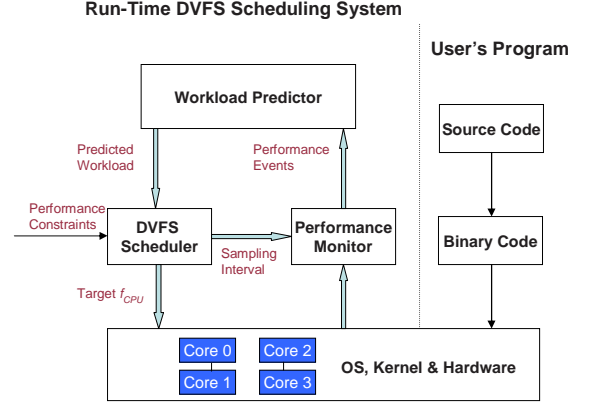 Run-Time DVFS Scheduling System
User's Program
Workload Predictor
Source Code
Predicted
Workload
Performance
Events
Performance
Constraints
DVFS
Scheduler
Sampling
Interval
Performance
Monitor
Binary Code
Target fCPU
Core 0
Core 2
Core 1
Core 3
OS, Kernel & Hardware